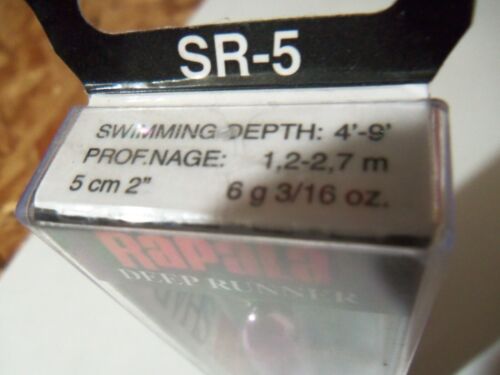 SR-5
SWIMMING DEPTH: 4'-9'
PROF.NAGE: 1,2-2,7 m
5 cm 2" 6 g 3/16 oz.
Rapala
DEEP RUNNER